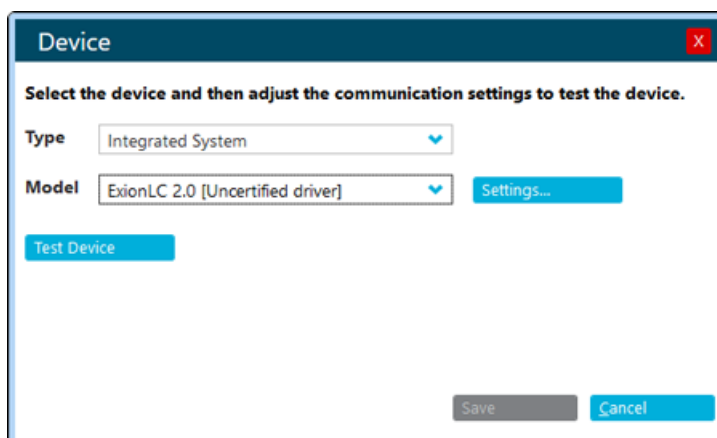 Device
X
Select the device and then adjust the communication settings to test the device.
Type
Integrated System
Model
ExionLC 2.0 [Uncertified driver]
Settings...
Test Device
Save
Cancel